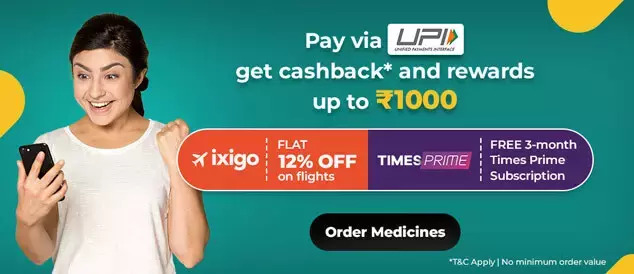 Pay via UPI
UNIFIED PAYMENTS INTERFACE
get cashback* and rewards
up to ₹1000
ixigo
FLAT
12% OFF
on flights
TIMES PRIME
FREE 3-month
Times Prime
Subscription
Order Medicines
*T&C Apply | No minimum order value